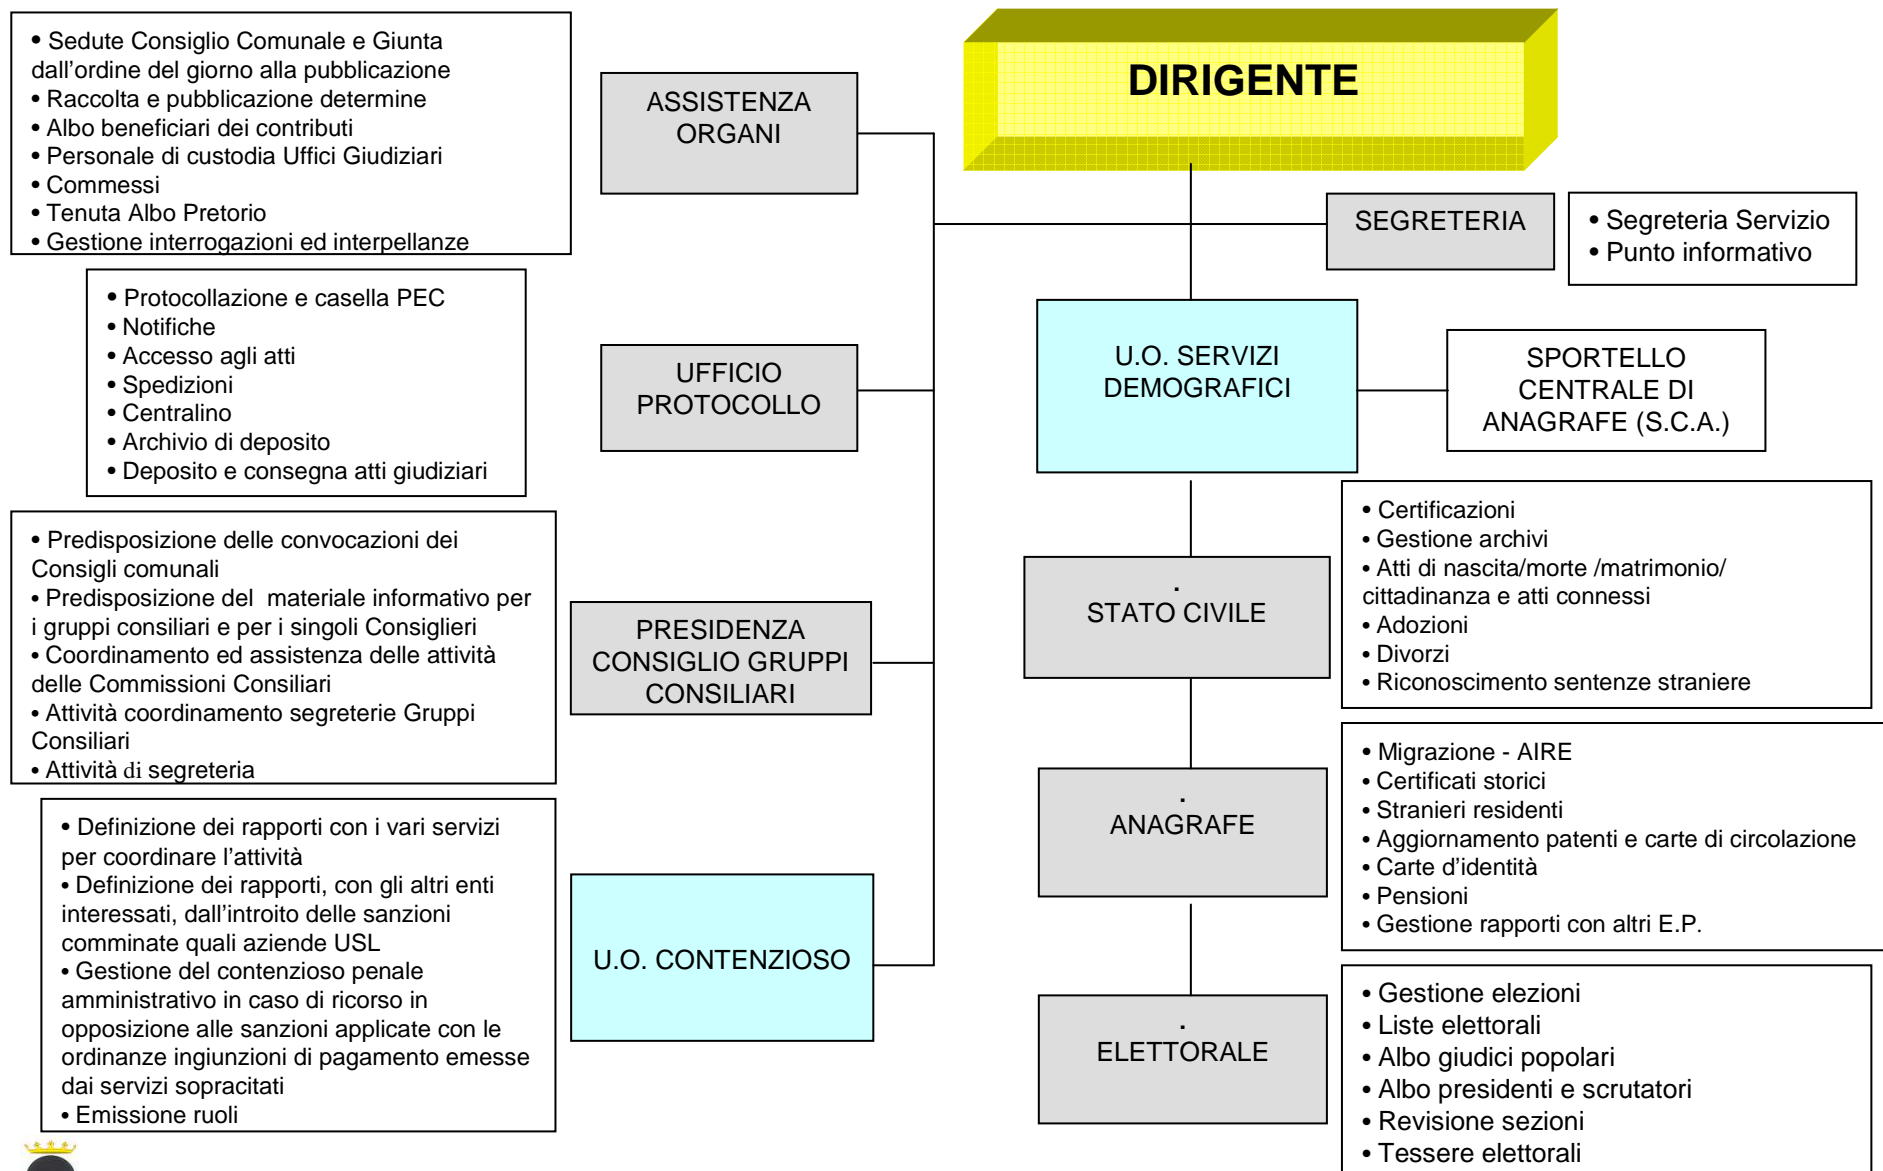 • Sedute Consiglio Comunale e Giunta
dall'ordine del giorno alla pubblicazione
• Raccolta e pubblicazione determine
• Albo beneficiari dei contributi
• Personale di custodia Uffici Giudiziari
• Commessi
• Tenuta Albo Pretorio
• Gestione interrogazioni ed interpellanze
ASSISTENZA
ORGANI
DIRIGENTE
SEGRETERIA
• Segreteria Servizio
• Punto informativo
• Protocollazione e casella PEC
• Notifiche
• Accesso agli atti
• Spedizioni
• Centralino
• Archivio di deposito
• Deposito e consegna atti giudiziari
UFFICIO
PROTOCOLLO
U.O. SERVIZI
DEMOGRAFICI
SPORTELLO
CENTRALE DI
ANAGRAFE (S.C.A.)
• Predisposizione delle convocazioni dei
Consigli comunali
• Predisposizione del  materiale informativo per
i gruppi consiliari e per i singoli Consiglieri
• Coordinamento ed assistenza delle attività
delle Commissioni Consiliari
• Attività coordinamento segreterie Gruppi
Consiliari
• Attività di segreteria
PRESIDENZA
CONSIGLIO GRUPPI
CONSILIARI
.
STATO CIVILE
• Certificazioni
• Gestione archivi
• Atti di nascita/morte /matrimonio/
cittadinanza e atti connessi
• Adozioni
• Divorzi
• Riconoscimento sentenze straniere
.
ANAGRAFE
• Migrazione - AIRE
• Certificati storici
• Stranieri residenti
• Aggiornamento patenti e carte di circolazione
• Carte d'identità
• Pensioni
• Gestione rapporti con altri E.P.
• Definizione dei rapporti con i vari servizi
per coordinare l'attività
• Definizione dei rapporti, con gli altri enti
interessati, dall'introito delle sanzioni
comminate quali aziende USL
• Gestione del contenzioso penale
amministrativo in caso di ricorso in
opposizione alle sanzioni applicate con le
ordinanze ingiunzioni di pagamento emesse
dai servizi sopracitati
• Emissione ruoli
U.O. CONTENZIOSO
.
ELETTORALE
• Gestione elezioni
• Liste elettorali
• Albo giudici popolari
• Albo presidenti e scrutatori
• Revisione sezioni
• Tessere elettorali